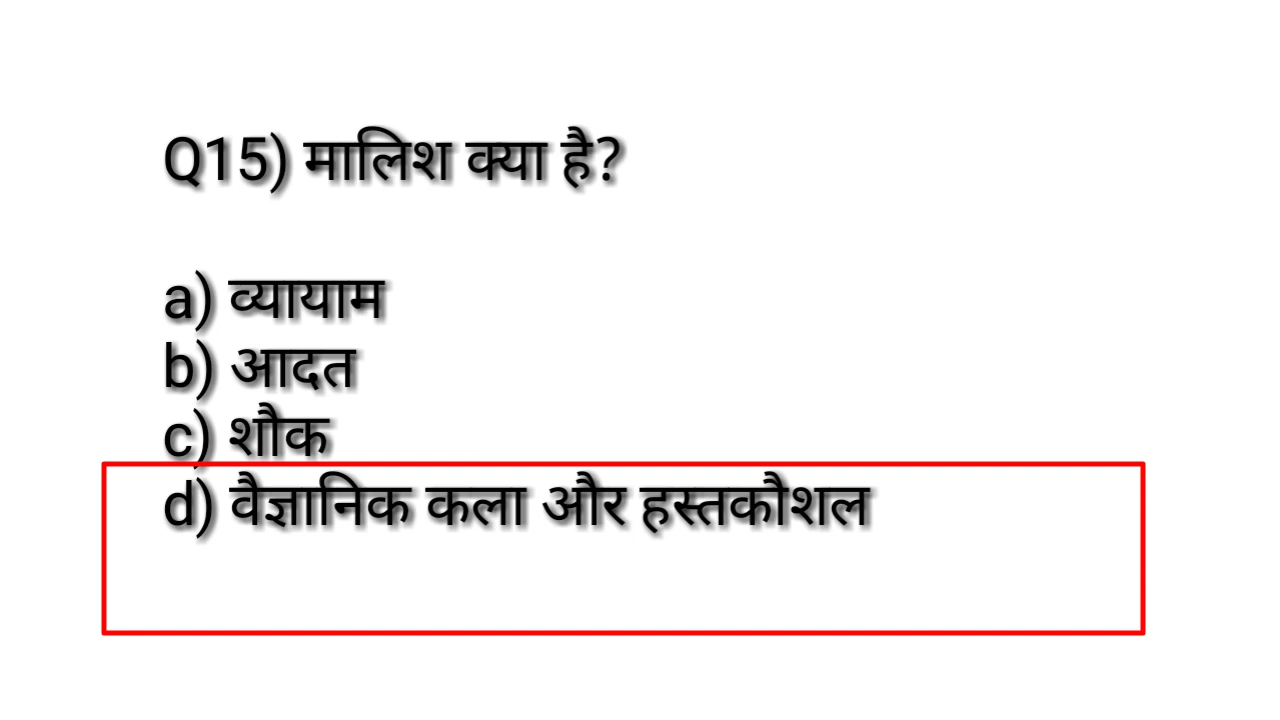 Q15) मालिश क्या है?
a) व्यायाम
b) आदत
c) शौक
d) वैज्ञानिक कला और हस्तकौशल